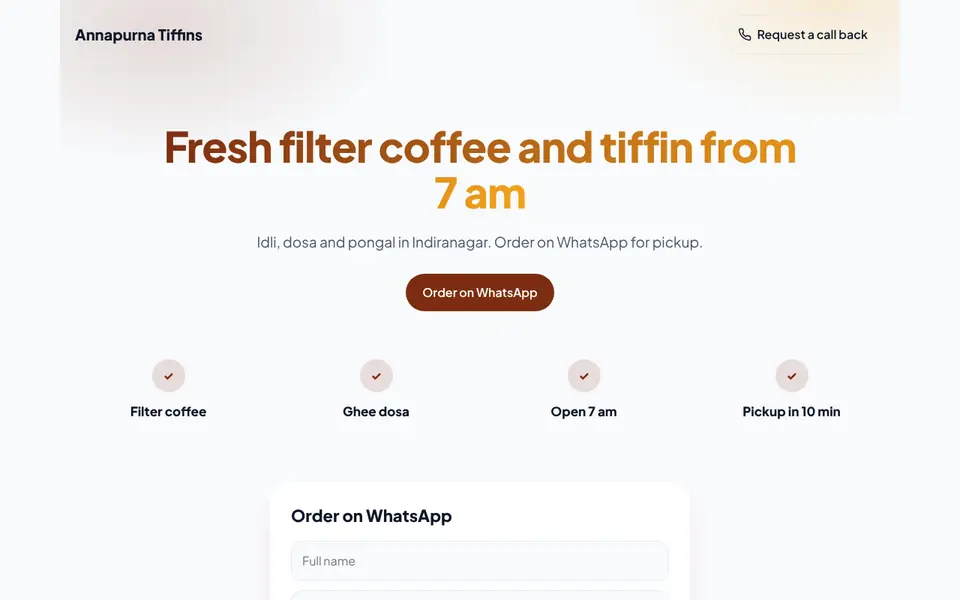 Annapurna Tiffins
Request a call back
Fresh filter coffee and tiffin from
7 am
Idli, dosa and pongal in Indiranagar. Order on WhatsApp for pickup.
Order on WhatsApp
Filter coffee
Ghee dosa
Open 7 am
Pickup in 10 min
Order on WhatsApp
Full name